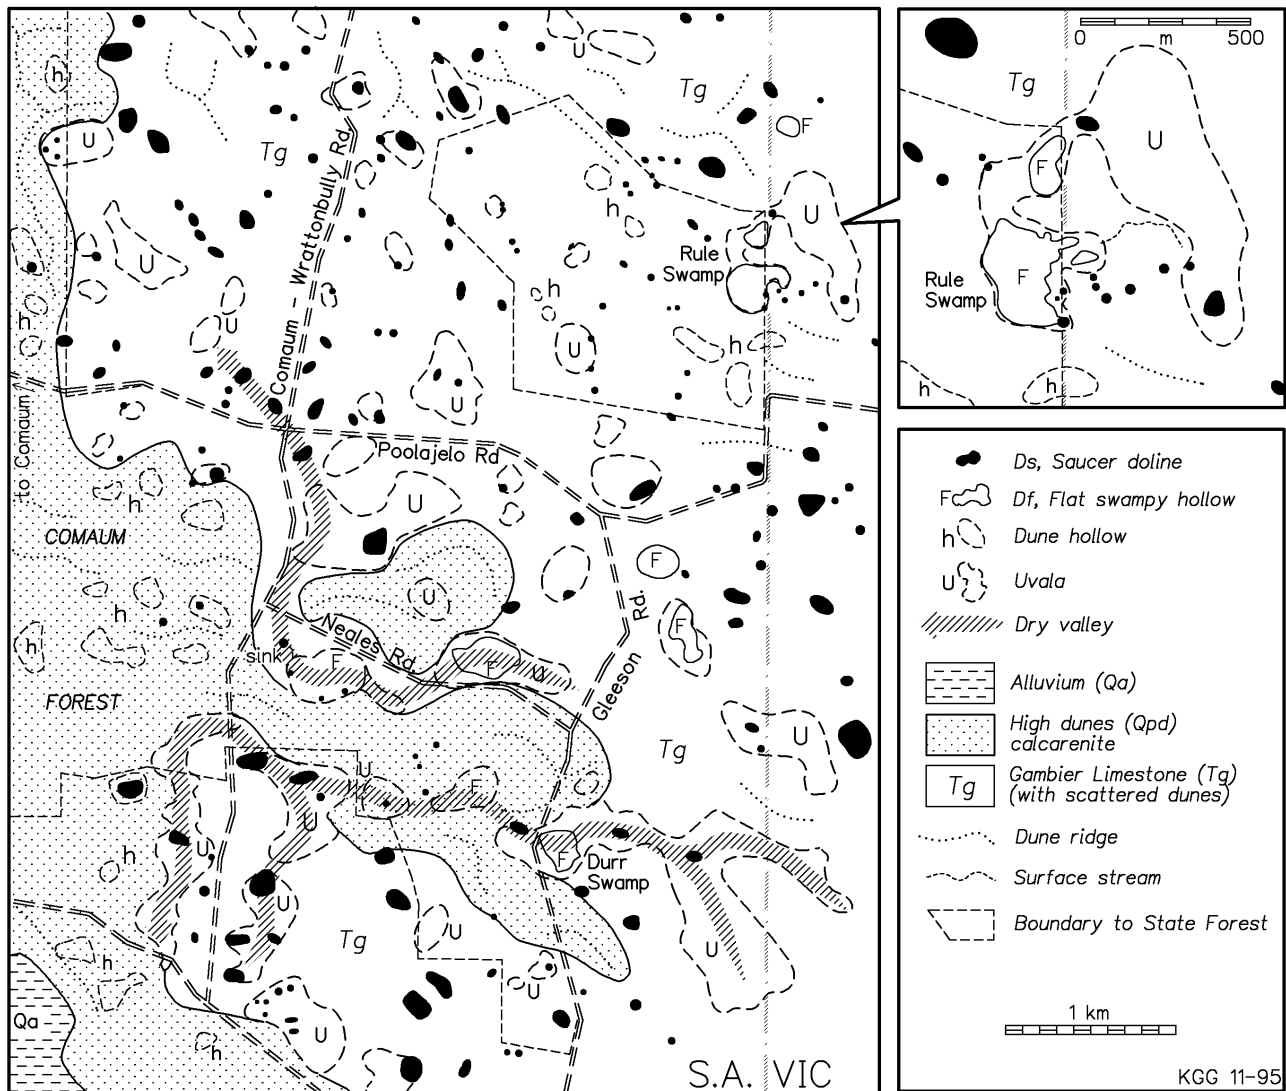 h
U
U
Tg
Comaum - Wrattonbully Rd.
Tg
F
h
U
U
Rule
Swamp
h
U
h
U
h
U
h
to Comaum
Poolajelo Rd
U
h
COMAUM
F
h
U
F
h
Neales Rd.
sink
F
F
U
Gleeson Rd.
FOREST
Tg
U
U
F
h
U
U
F
Durr
Swamp
U
U
Tg
U
h
U
Qa
U
h
S.A. VIC
0 m 500
Tg
U
F
F
Rule
Swamp
h
h
Ds, Saucer doline
F Df, Flat swampy hollow
h Dune hollow
U Uvala
Dry valley
Alluvium (Qa)
High dunes (Qpd)
calcarenite
Tg Gambier Limestone (Tg)
(with scattered dunes)
Dune ridge
Surface stream
Boundary to State Forest
1 km
KGG 11-95